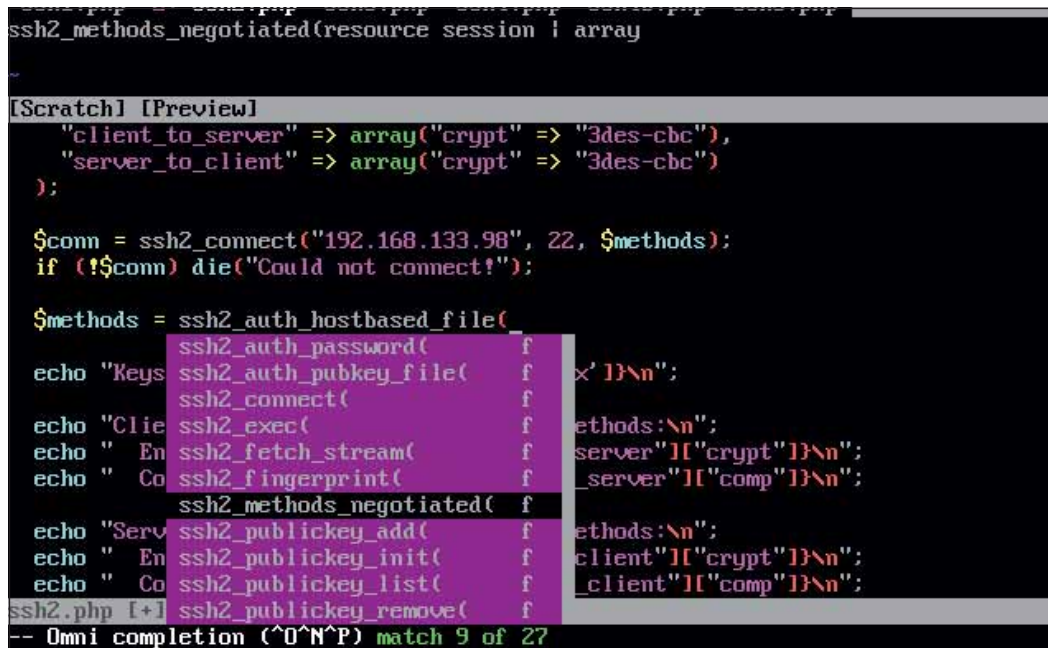 ssh2_methods_negotiated(resource session | array
~
[Scratch] [Preview]
"client_to_server" => array("crypt" => "3des-cbc"),
"server_to_client" => array("crypt" => "3des-cbc")
);
$conn = ssh2_connect("192.168.133.98", 22, $methods);
if (!$conn) die("Could not connect!");
$methods = ssh2_auth_hostbased_file(_
ssh2_auth_password( f
echo "Keys ssh2_auth_pubkey_file( f x']}\n";
ssh2_connect( f
echo "Clie ssh2_exec( f ethods:\n";
echo " En ssh2_fetch_stream( f server"]["crypt"]}\n";
echo " Co ssh2_fingerprint( f _server"]["comp"]}\n";
ssh2_methods_negotiated( f
echo "Serv ssh2_publickey_add( f ethods:\n";
echo " En ssh2_publickey_init( f client"]["crypt"]}\n";
echo " Co ssh2_publickey_list( f _client"]["comp"]}\n";
ssh2.php [+] ssh2_publickey_remove( f
-- Omni completion (^O^N^P) match 9 of 27